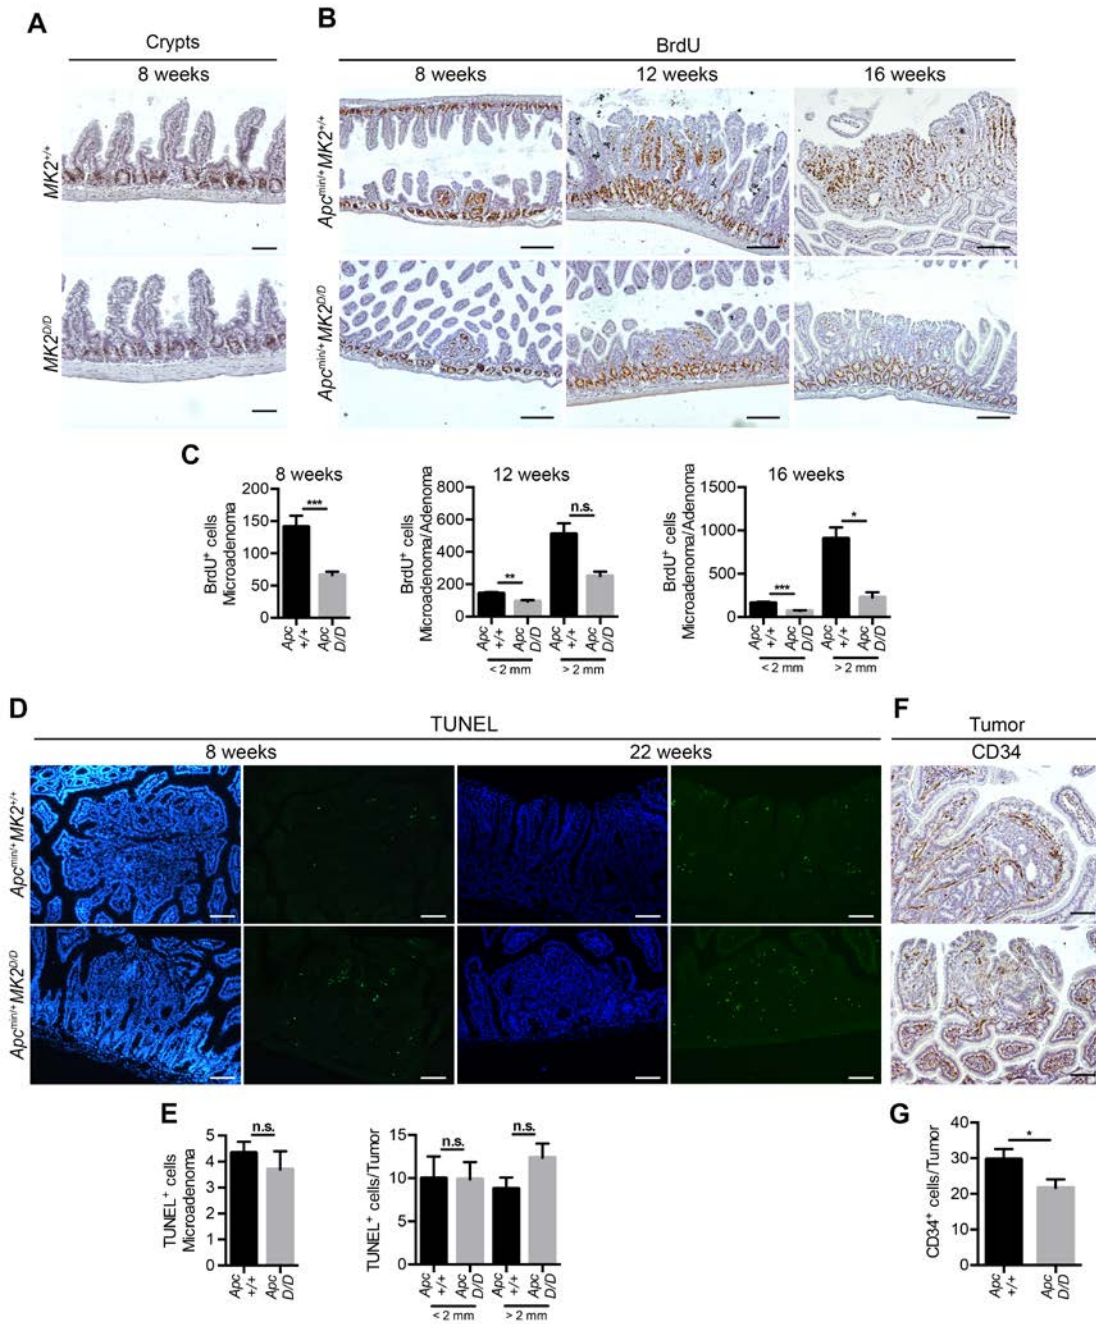 A
Crypts
8 weeks
MK2+/+
MK2D/D
B
BrdU
8 weeks
12 weeks
16 weeks
Apcmin/+MK2+/+
Apcmin/+MK2D/D
C
8 weeks
BrdU+ cells
Microadenoma
200
150
100
50
0
***
Apc +/+
Apc D/D
12 weeks
BrdU+ cells
Microadenoma/Adenoma
800
600
400
200
0
**
n.s.
Apc +/+
Apc D/D
Apc +/+
Apc D/D
< 2 mm
> 2 mm
16 weeks
BrdU+ cells
Microadenoma/Adenoma
1500
1000
500
0
***
*
Apc +/+
Apc D/D
Apc +/+
Apc D/D
< 2 mm
> 2 mm
D
TUNEL
8 weeks
22 weeks
Apcmin/+MK2+/+
Apcmin/+MK2D/D
F
Tumor
CD34
E
TUNEL+ cells
Microadenoma
5
4
3
2
1
0
n.s.
Apc +/+
Apc D/D
TUNEL+ cells/Tumor
15
10
5
0
n.s.
n.s.
Apc +/+
Apc D/D
Apc +/+
Apc D/D
< 2 mm
> 2 mm
G
CD34+ cells/Tumor
40
30
20
10
0
*
Apc +/+
Apc D/D